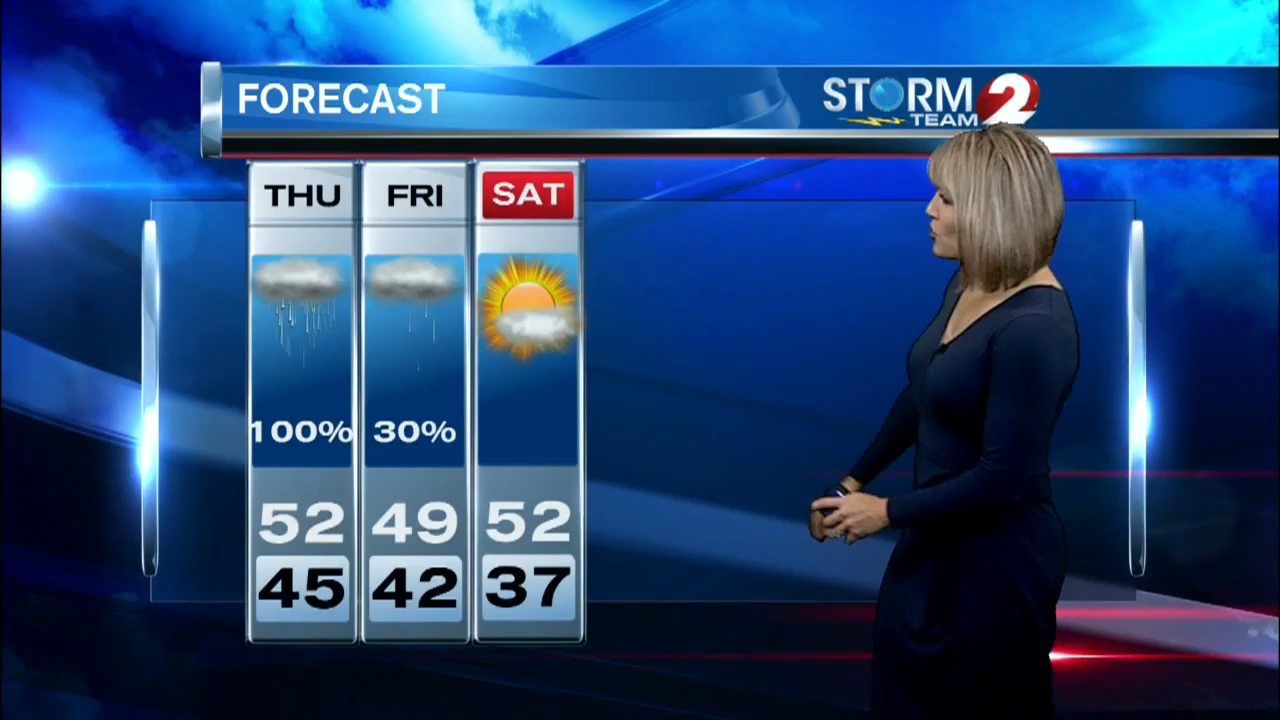 FORECAST
STORM
TEAM 2
THU FRI SAT
100% 30%
52 49 52
45 42 37